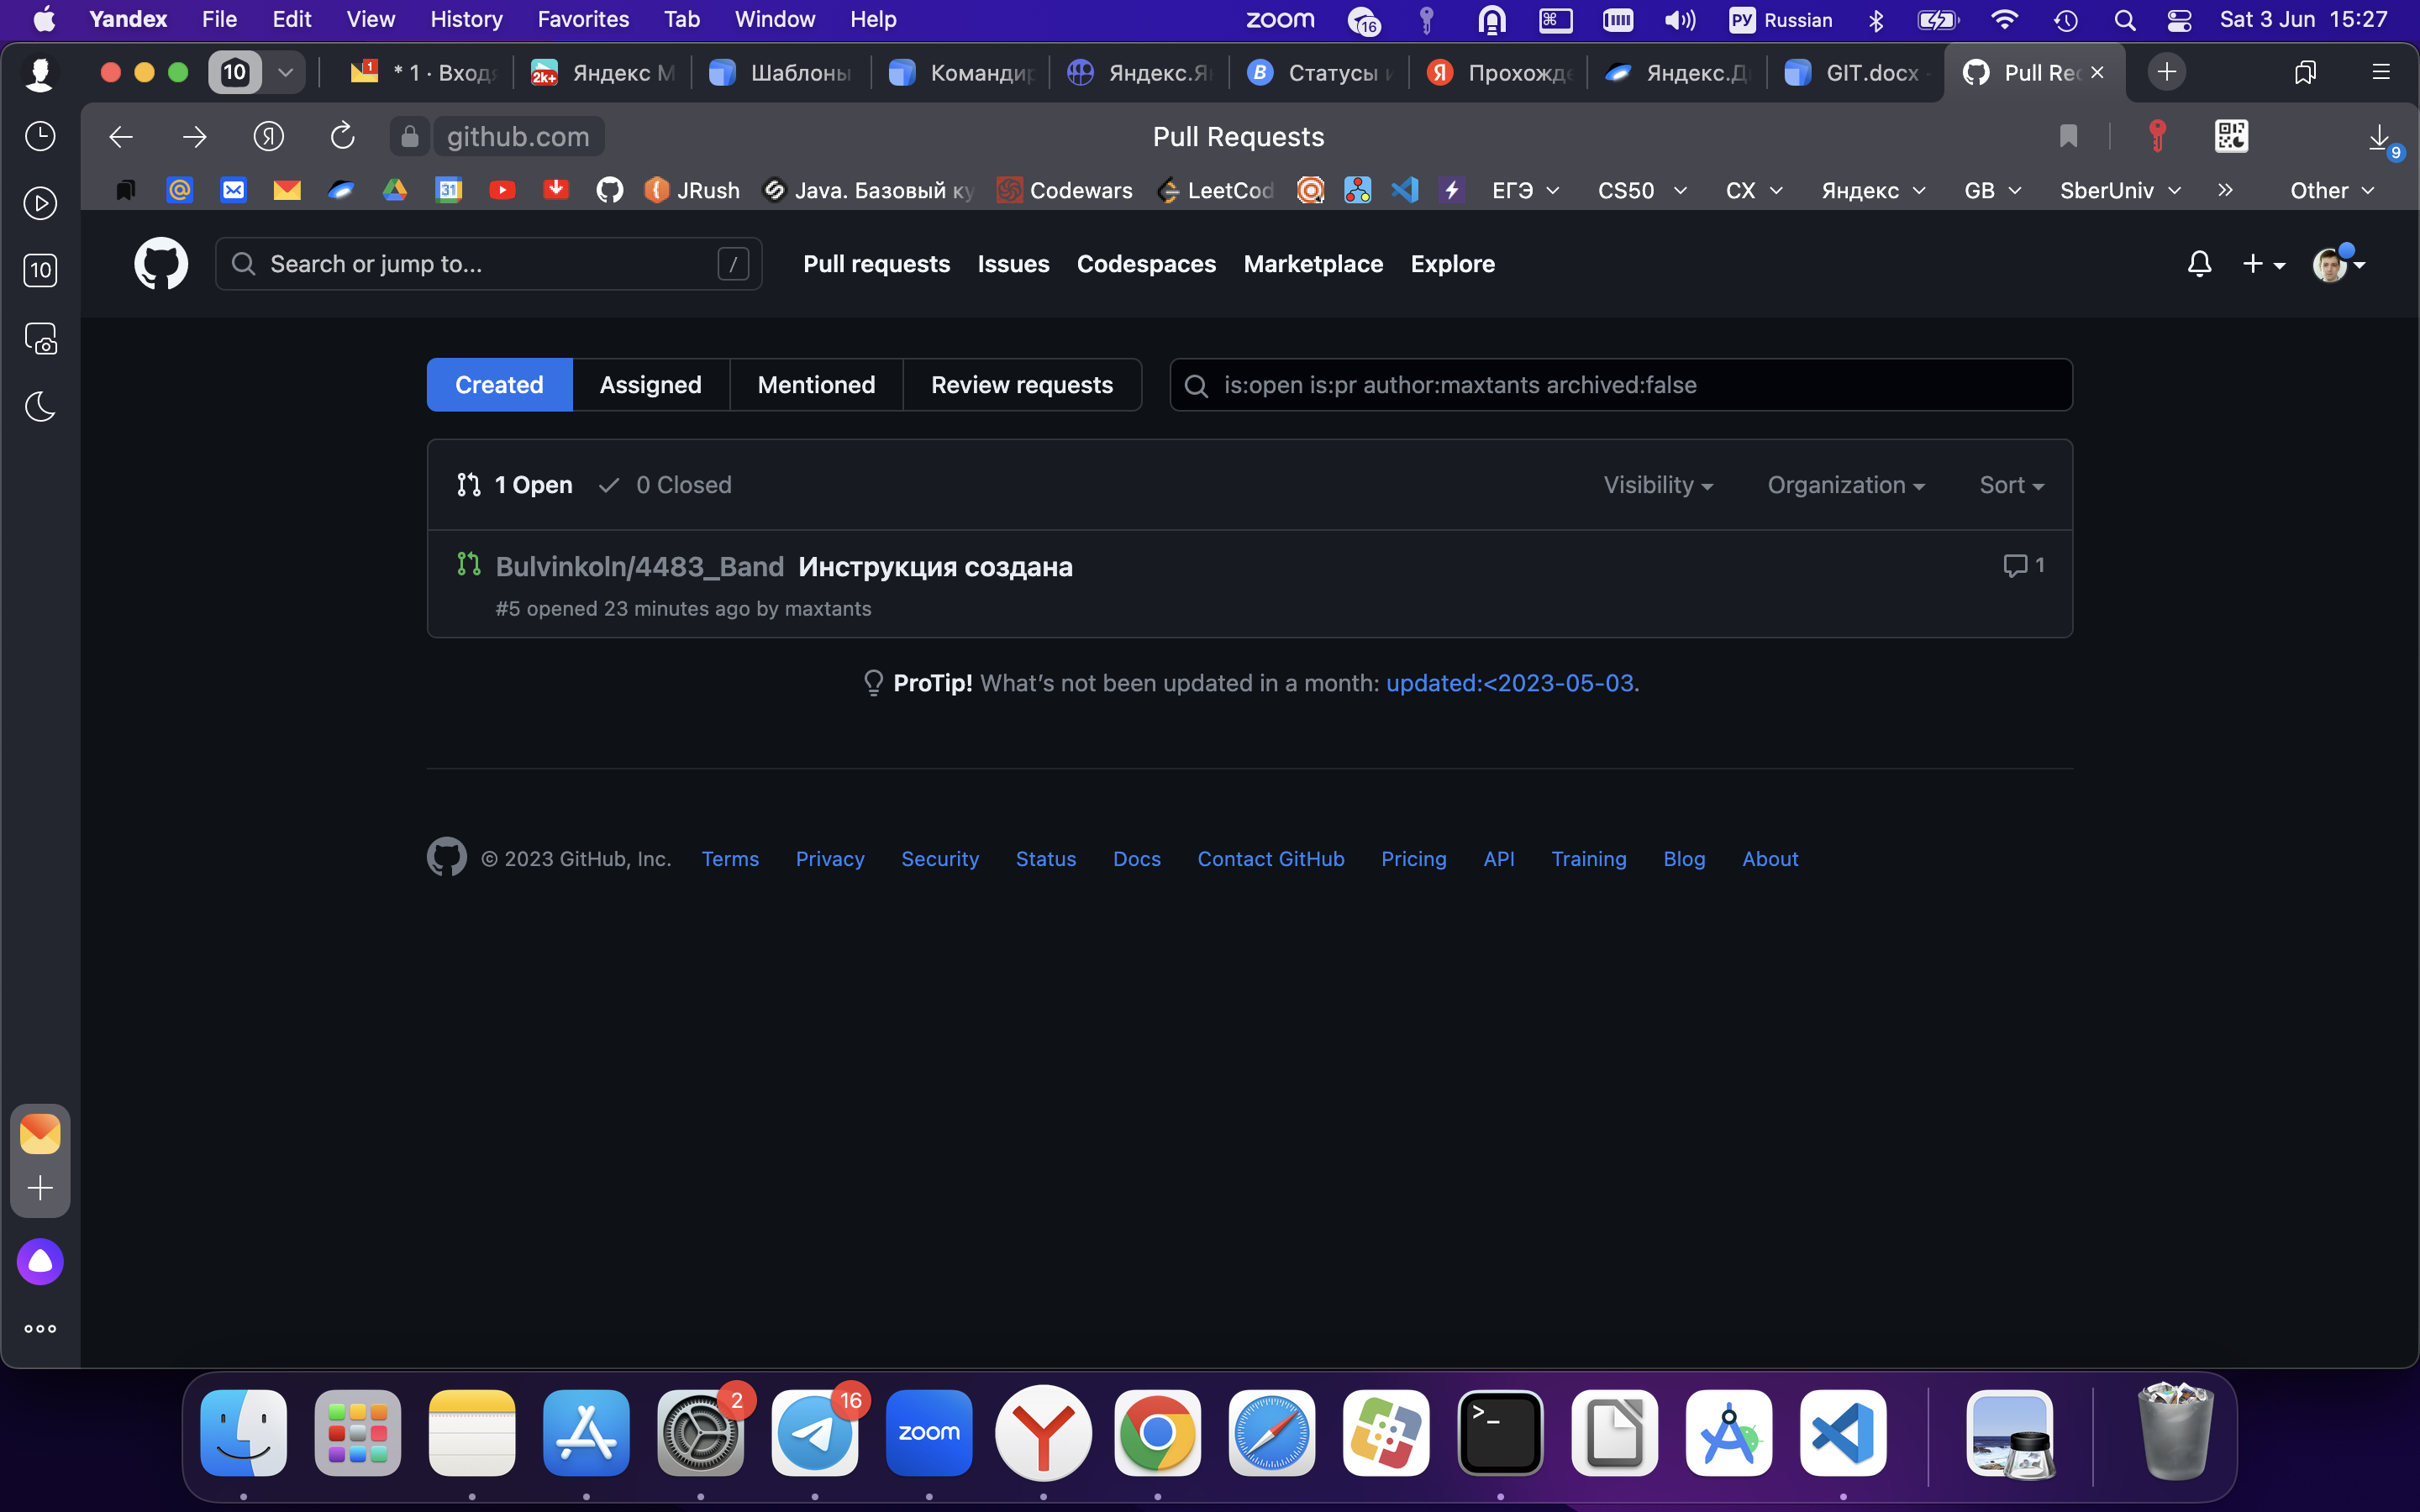 Yandex File Edit View History Favorites Tab Window Help zoom 16 РУ Russian Sat 3 Jun 15:27
10 1 * 1 · Входя 2k+ Яндекс М Шаблоны Командир Яндекс.Я B Статусы и Я Прохожде Яндекс.Д GIT.docx - Pull Rec
Я github.com Pull Requests 9
@ 31 JRush Java. Базовый ку Codewars LeetCod ЕГЭ CS50 CX Яндекс GB SberUniv » Other
10
Search or jump to... / Pull requests Issues Codespaces Marketplace Explore
Created Assigned Mentioned Review requests is:open is:pr author:maxtants archived:false
1 Open 0 Closed Visibility Organization Sort
Bulvinkoln/4483_Band Инструкция создана 1
#5 opened 23 minutes ago by maxtants
ProTip! What's not been updated in a month: updated:<2023-05-03.
© 2023 GitHub, Inc. Terms Privacy Security Status Docs Contact GitHub Pricing API Training Blog About
2 16 zoom >_